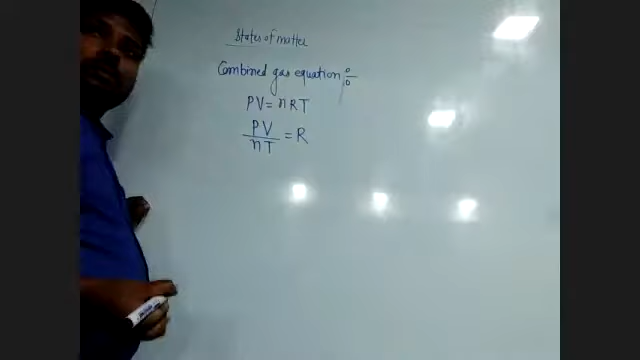 States of matter
Combined gas equation :-
PV = nRT
PV/nT = R